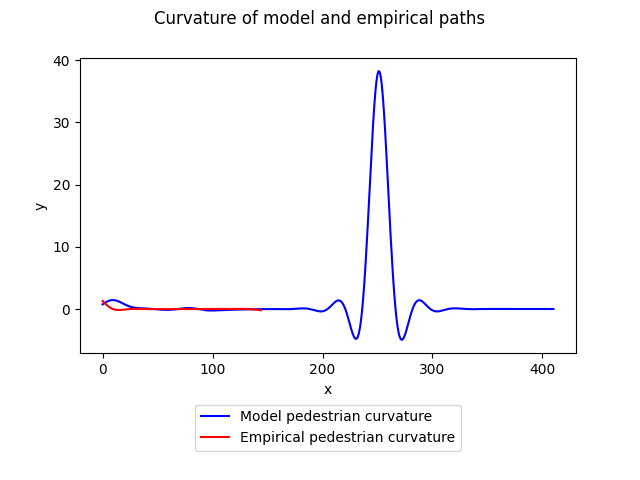 Curvature of model and empirical paths
40
30
20
10
0
y
0 100 200 300 400
x
Model pedestrian curvature
Empirical pedestrian curvature